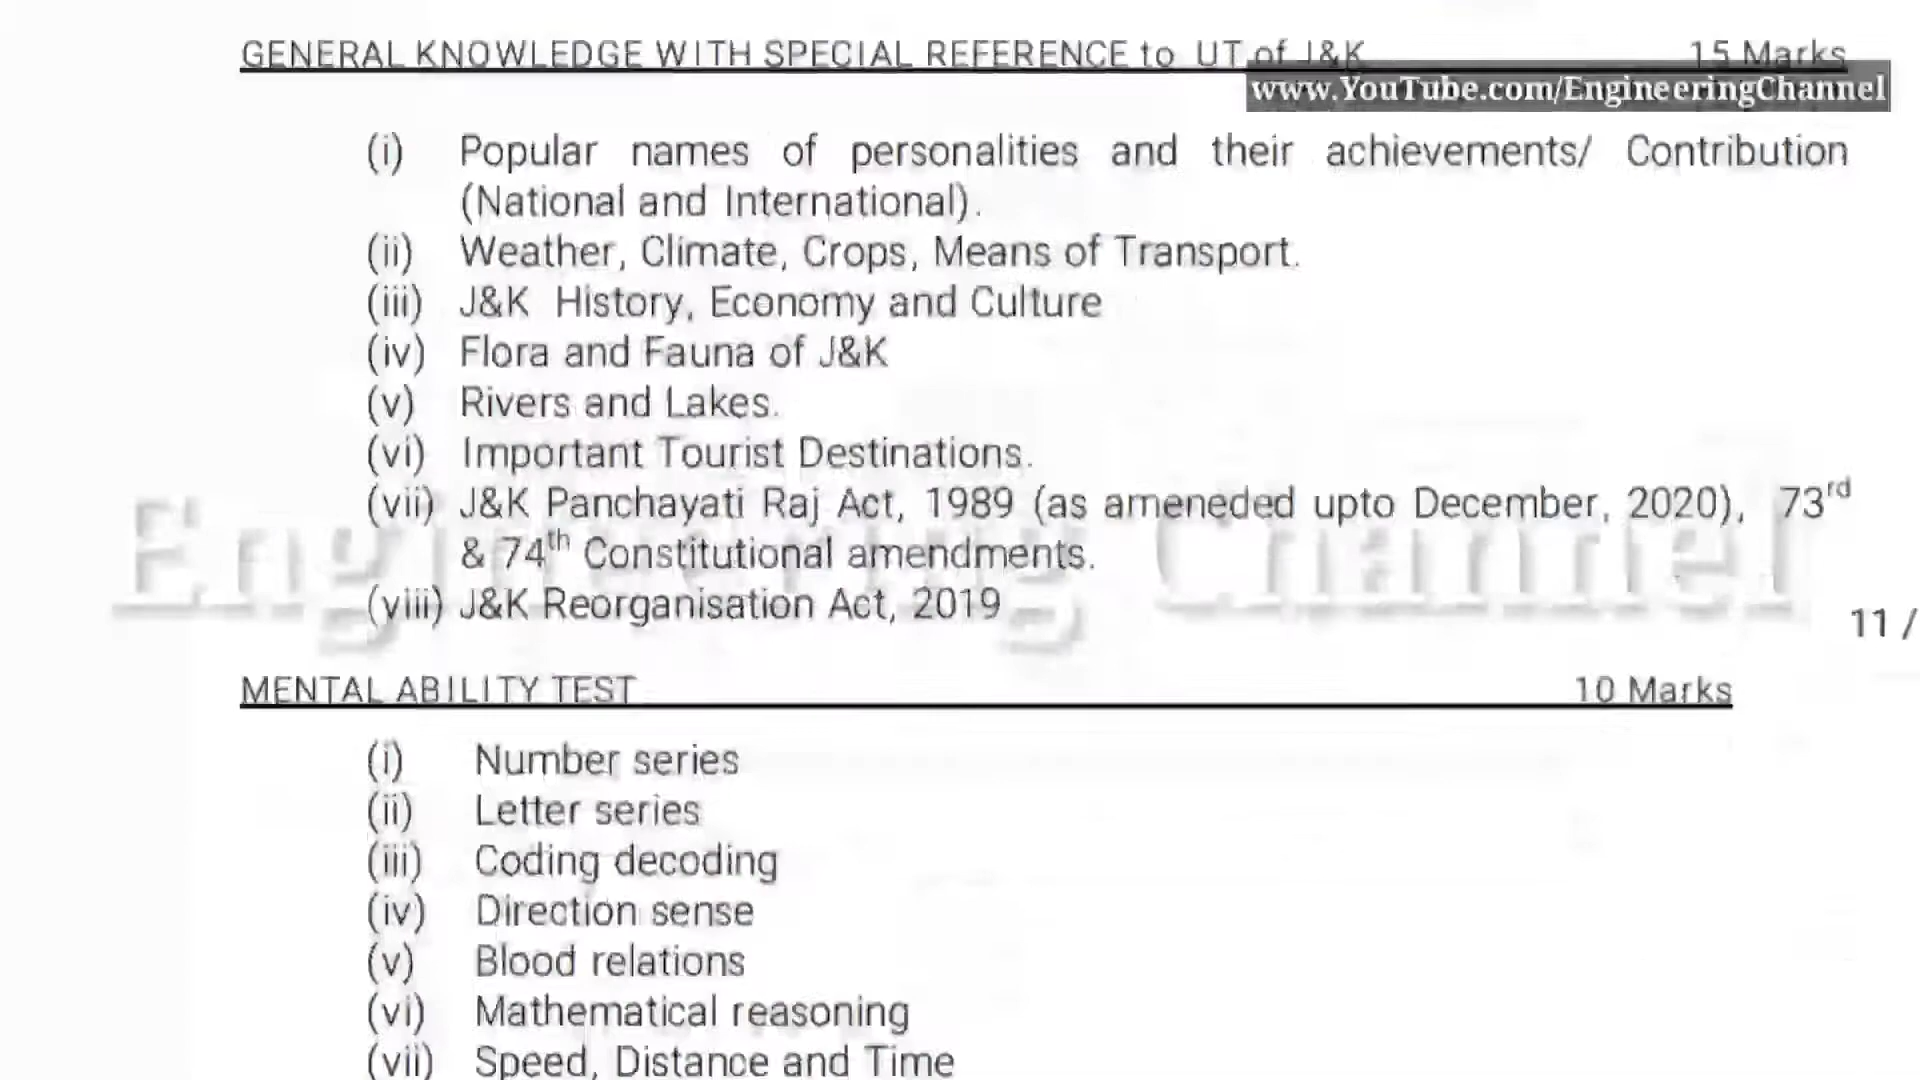 GENERAL KNOWLEDGE WITH SPECIAL REFERENCE to UT of J&K 15 Marks
www.YouTube.com/EngineeringChannel
(i) Popular names of personalities and their achievements/ Contribution
(National and International).
(ii) Weather, Climate, Crops, Means of Transport.
(iii) J&K History, Economy and Culture
(iv) Flora and Fauna of J&K
(v) Rivers and Lakes.
(vi) Important Tourist Destinations.
(vii) J&K Panchayati Raj Act, 1989 (as ameneded upto December, 2020), 73rd
& 74th Constitutional amendments.
Engineering Channel
(viii) J&K Reorganisation Act, 2019
11 /
MENTAL ABILITY TEST 10 Marks
(i) Number series
(ii) Letter series
(iii) Coding decoding
(iv) Direction sense
(v) Blood relations
(vi) Mathematical reasoning
(vii) Speed, Distance and Time